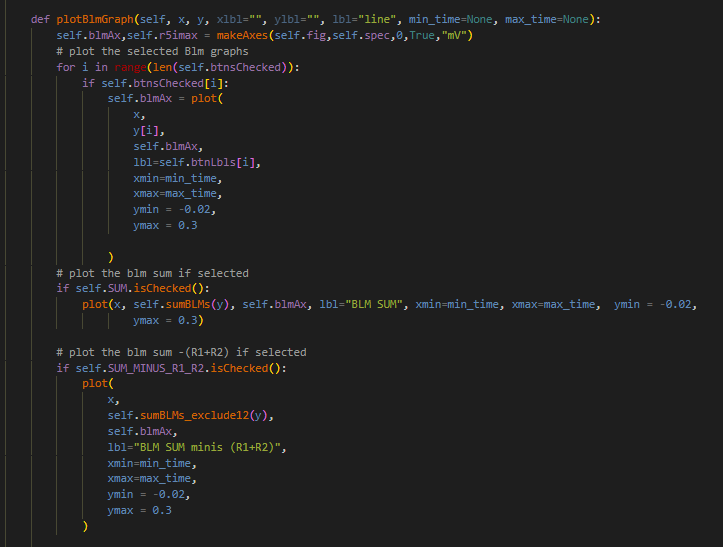 def plotBlmGraph(self, x, y, xlbl="", ylbl="", lbl="line", min_time=None, max_time=None):
self.blmAx,self.r5imax = makeAxes(self.fig,self.spec,0,True,"mV")
# plot the selected Blm graphs
for i in range(len(self.btnsChecked)):
if self.btnsChecked[i]:
self.blmAx = plot(
x,
y[i],
self.blmAx,
lbl=self.btnLbls[i],
xmin=min_time,
xmax=max_time,
ymin = -0.02,
ymax = 0.3
)
# plot the blm sum if selected
if self.SUM.isChecked():
plot(x, self.sumBLMs(y), self.blmAx, lbl="BLM SUM", xmin=min_time, xmax=max_time,  ymin = -0.02,
ymax = 0.3)
# plot the blm sum -(R1+R2) if selected
if self.SUM_MINUS_R1_R2.isChecked():
plot(
x,
self.sumBLMs_exclude12(y),
self.blmAx,
lbl="BLM SUM minis (R1+R2)",
xmin=min_time,
xmax=max_time,
ymin = -0.02,
ymax = 0.3
)